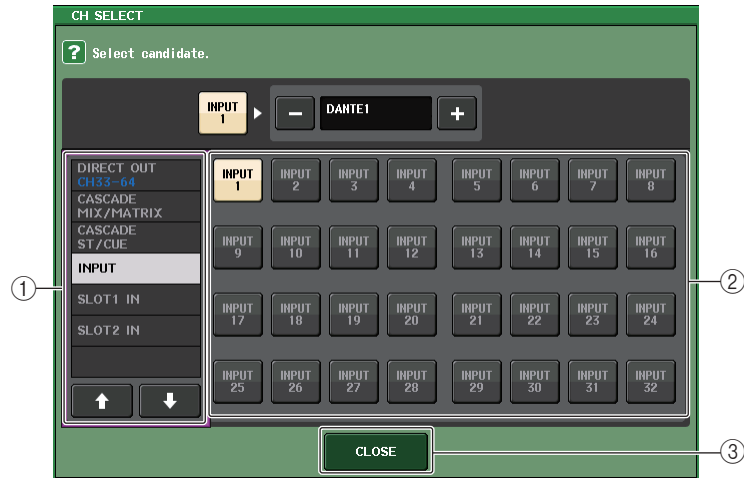 CH SELECT
? Select candidate.
INPUT
1
−
DANTE1
+
DIRECT OUT
CH33-64
CASCADE
MIX/MATRIX
CASCADE
ST/CUE
INPUT
SLOT1 IN
SLOT2 IN
INPUT 1
INPUT 2
INPUT 3
INPUT 4
INPUT 5
INPUT 6
INPUT 7
INPUT 8
INPUT 9
INPUT 10
INPUT 11
INPUT 12
INPUT 13
INPUT 14
INPUT 15
INPUT 16
INPUT 17
INPUT 18
INPUT 19
INPUT 20
INPUT 21
INPUT 22
INPUT 23
INPUT 24
INPUT 25
INPUT 26
INPUT 27
INPUT 28
INPUT 29
INPUT 30
INPUT 31
INPUT 32
CLOSE
1
2
3